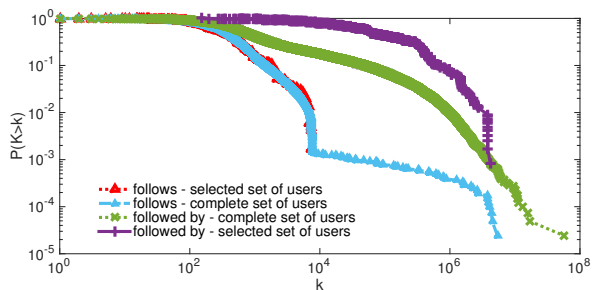 10^0
10^-1
10^-2
10^-3
10^-4
10^-5
P(K>k)
follows - selected set of users
follows - complete set of users
followed by - complete set of users
followed by - selected set of users
10^0 10^2 10^4 10^6 10^8
k